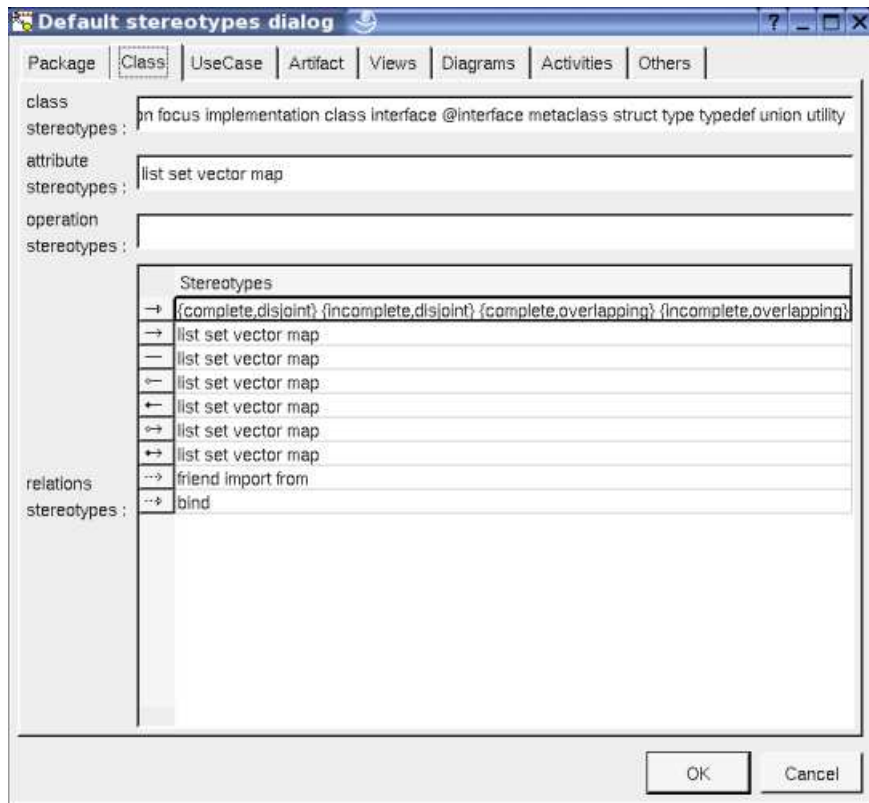 Default stereotypes dialog
Package Class UseCase Artifact Views Diagrams Activities Others
class
stereotypes :
on focus implementation class interface @interface metaclass struct type typedef union utility
attribute
stereotypes :
list set vector map
operation
stereotypes :
Stereotypes
{complete,disjoint} {incomplete,disjoint} {complete,overlapping} {incomplete,overlapping}
list set vector map
list set vector map
list set vector map
list set vector map
list set vector map
list set vector map
friend import from
bind
relations
stereotypes :
OK Cancel